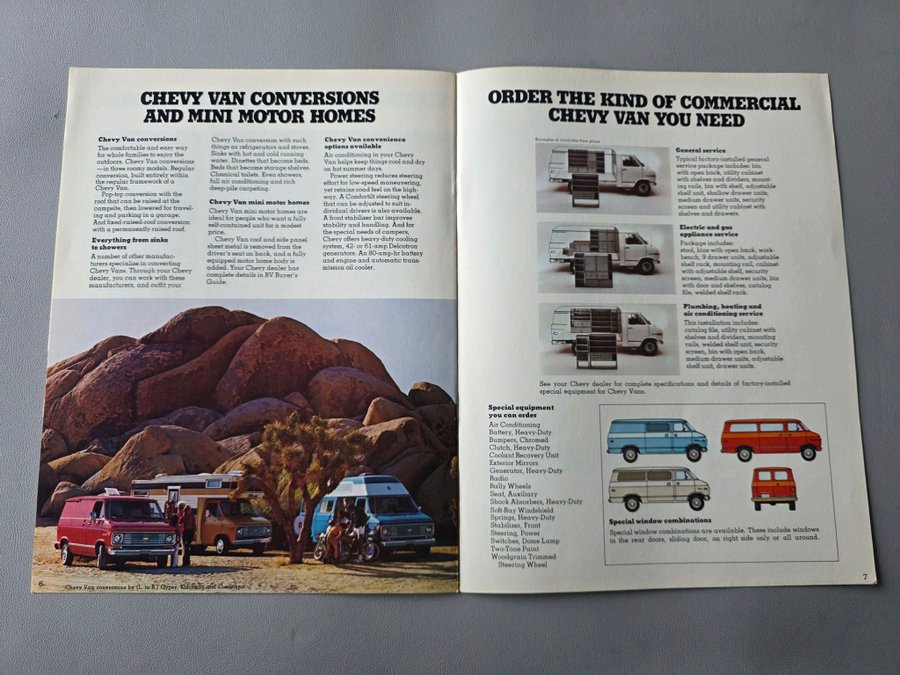 CHEVY VAN CONVERSIONS
AND MINI MOTOR HOMES
Chevy Van conversions
The comfortable and easy way
for whole families to enjoy the
outdoors. Chevy Van conversions
—in three roomy models. Regular
conversion, built entirely within
the regular framework of a
Chevy Van.
Pop-top conversion with the
roof that can be raised at the
campsite, then lowered for travel-
ing and parking in a garage.
And fixed-raised-roof conversion
with a permanently raised roof.
Everything from sinks
to showers
A number of other manufac-
turers specialize in converting
Chevy Vans. Through your Chevy
dealer, you can work with these
manufacturers, and outfit your
Chevy Van conversion with such
things as refrigerators and stoves.
Sinks with hot and cold running
water. Dinettes that become beds.
Beds that become storage shelves.
Chemical toilets. Even showers,
full air conditioning and rich
deep-pile carpeting.
Chevy Van mini motor homes
Chevy Van mini motor homes are
ideal for people who want a fully
self-contained unit for a modest
price.
Chevy Van roof and side panel
sheet metal is removed from the
driver's seat on back, and a fully
equipped motor home body is
added. Your Chevy dealer has
complete details in RV Buyer's
Guide.
Chevy Van convenience
options available
Air conditioning in your Chevy
Van helps keep things cool and dry
on hot summer days.
Power steering reduces steering
effort for low-speed maneuvering,
yet retains road feel on the high-
way. A Comfortilt steering wheel
that can be adjusted to suit in-
dividual drivers is also available.
A front stabilizer bar improves
stability and handling. And for
the special needs of campers,
Chevy offers heavy-duty cooling
system, 42- or 61-amp Delcotron
generators. An 80-amp-hr battery
and engine and automatic trans-
mission oil cooler.
6
Chevy Van conversions by (L. to R.) Gypsy, Eldorado and
ORDER THE KIND OF COMMERCIAL
CHEVY VAN YOU NEED
Examples of available floor plans
General service
Typical factory-installed general
service package includes: bin
with open back, utility cabinet
with shelves and dividers, mount-
ing rails, bin with shelf, adjustable
shelf unit, shallow drawer units,
medium drawer units, security
screen and utility cabinet with
shelves and drawers.
Electric and gas
appliance service
Package includes:
stool, bins with open back, work-
bench, 9 drawer units, adjustable
shelf rack, mounting rail, cabinet
with adjustable shelf, security
screen, medium drawer units, bin
with door and shelves, catalog
file, welded shelf rack.
Plumbing, heating and
air conditioning service
This installation includes:
catalog file, utility cabinet with
shelves and dividers, mounting
rails, welded shelf unit, security
screen, bin with open back,
medium drawer units, adjustable
shelf unit, drawer units.
See your Chevy dealer for complete specifications and details of factory-installed
special equipment for Chevy Vans.
Special equipment
you can order
Air Conditioning
Battery, Heavy-Duty
Bumpers, Chromed
Clutch, Heavy-Duty
Coolant Recovery Unit
Exterior Mirrors
Generator, Heavy-Duty
Radio
Rally Wheels
Seat, Auxiliary
Shock Absorbers, Heavy-Duty
Soft-Ray Windshield
Springs, Heavy-Duty
Stabilizer, Front
Steering, Power
Switches, Dome Lamp
Two-Tone Paint
Woodgrain Trimmed
Steering Wheel
Special window combinations
Special window combinations are available. These include windows
in the rear doors, sliding door, on right side only or all around.
7